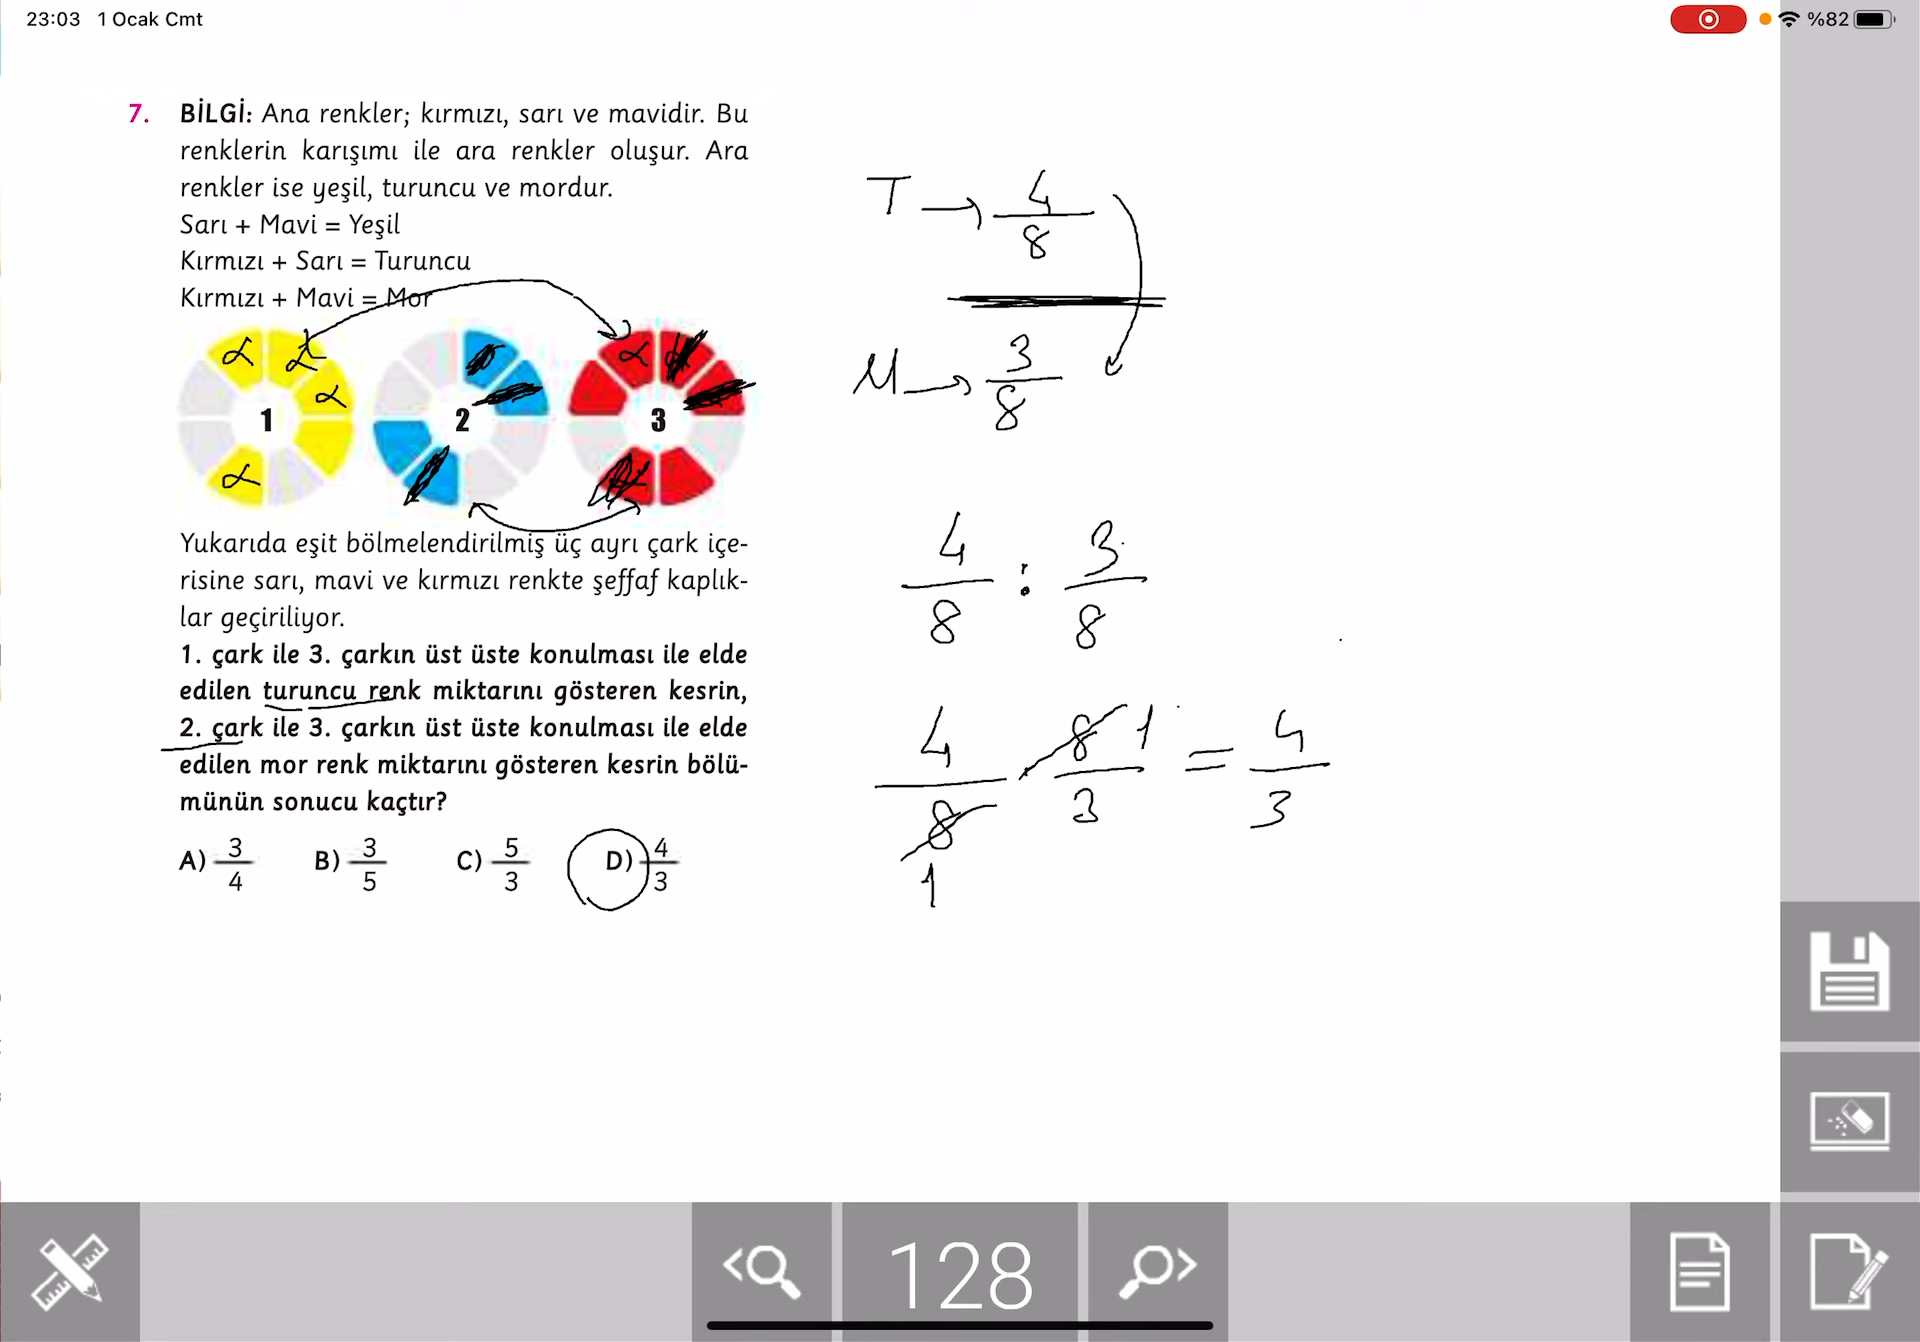 23:03 1 Ocak Cmt
%82
7. BİLGİ: Ana renkler; kırmızı, sarı ve mavidir. Bu
renklerin karışımı ile ara renkler oluşur. Ara
renkler ise yeşil, turuncu ve mordur.
Sarı + Mavi = Yeşil
Kırmızı + Sarı = Turuncu
Kırmızı + Mavi = Mor
1 2 3
Yukarıda eşit bölmelendirilmiş üç ayrı çark içe-
risine sarı, mavi ve kırmızı renkte şeffaf kaplık-
lar geçiriliyor.
1. çark ile 3. çarkın üst üste konulması ile elde
edilen turuncu renk miktarını gösteren kesrin,
2. çark ile 3. çarkın üst üste konulması ile elde
edilen mor renk miktarını gösteren kesrin bölü-
münün sonucu kaçtır?
A) 3/4 B) 3/5 C) 5/3 D) 4/3
T → 4/8
M → 3/8
4/8 : 3/8
4/8 8/3 = 4/3
1 1
128